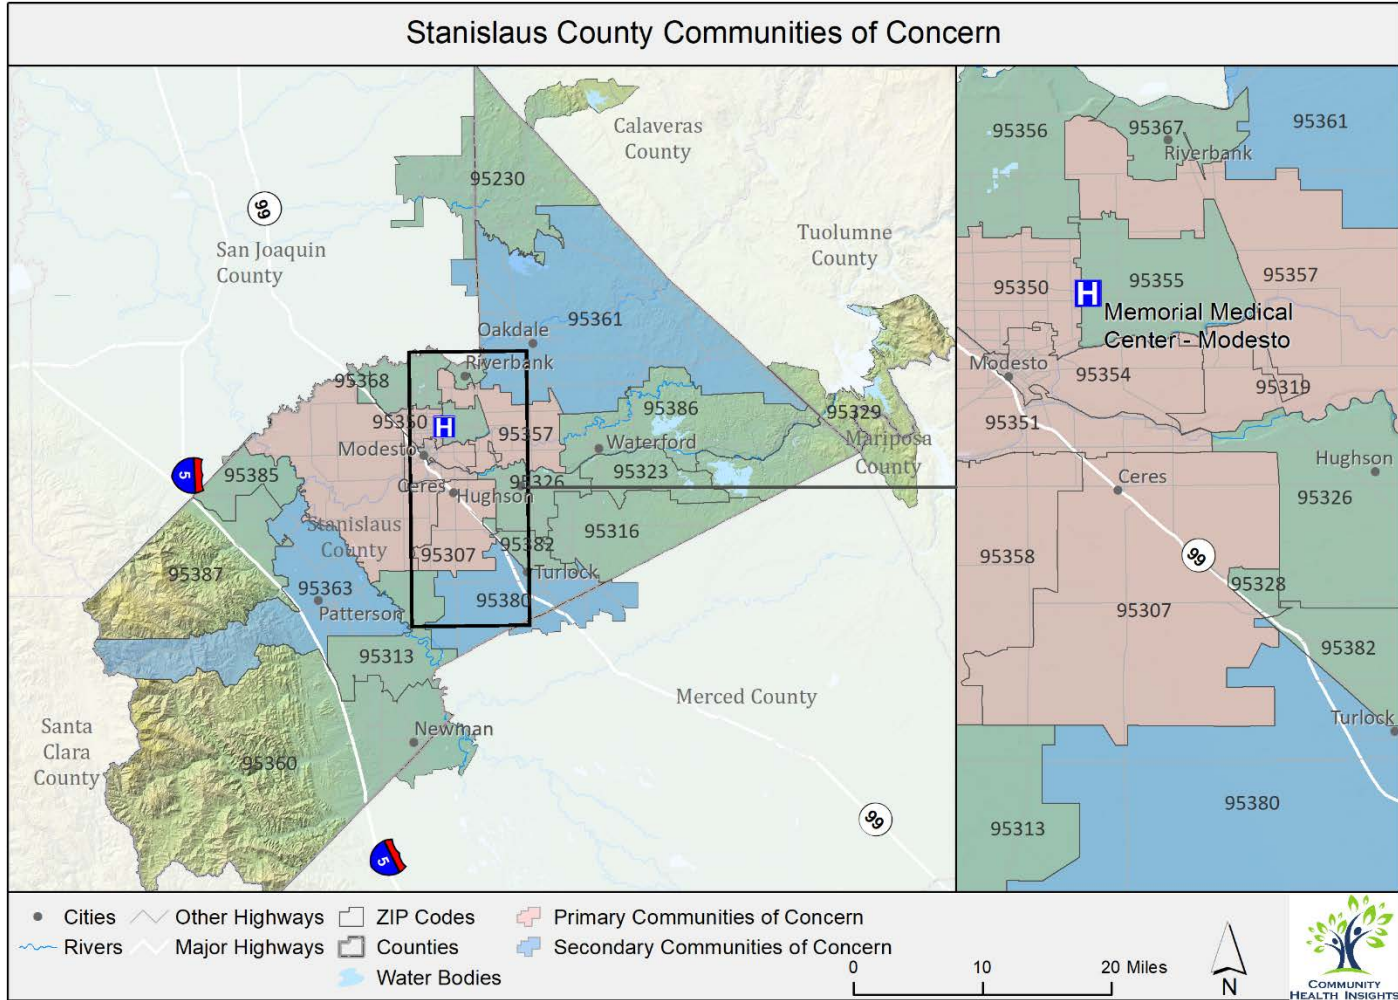 Stanislaus County Communities of Concern
Calaveras
County
95230
99
San Joaquin
County
Tuolumne
County
95361
Oakdale
Riverbank
95368
95350
H
95386
95329
Mariposa
County
95357
Waterford
Modesto
95385
95323
Ceres
95326
Hughson
Stanislaus
County
95316
95307
95382
5
95387
95363
Patterson
95380
Turlock
95313
Merced County
Santa
Clara
County
Newman
95360
99
5
95356
95367
Riverbank
95361
95350
95355
95357
H
Memorial Medical
Center - Modesto
Modesto
95354
95319
95351
Hughson
Ceres
95326
95358
99
95328
95307
95382
Turlock
95380
95313
Cities
Other Highways
ZIP Codes
Primary Communities of Concern
Rivers
Major Highways
Counties
Secondary Communities of Concern
Water Bodies
0 10 20 Miles
N
COMMUNITY
HEALTH INSIGHTS